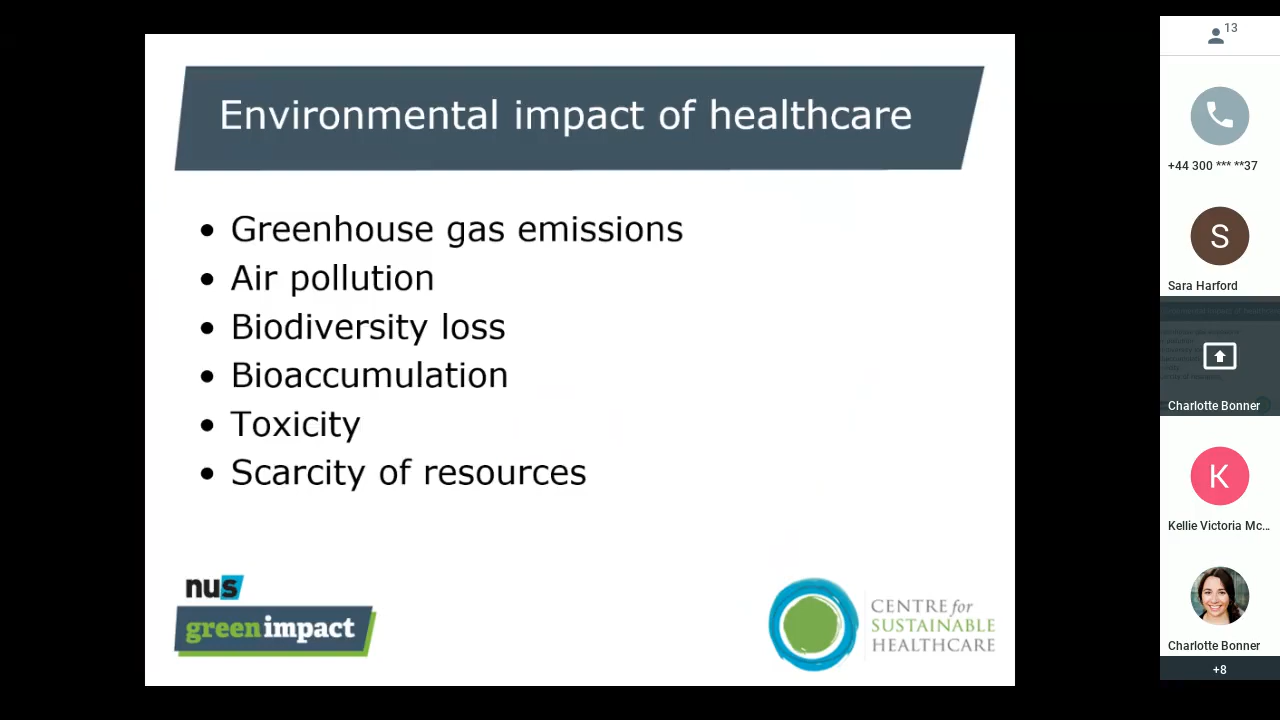 Environmental impact of healthcare
• Greenhouse gas emissions
• Air pollution
• Biodiversity loss
• Bioaccumulation
• Toxicity
• Scarcity of resources
nus
greenimpact
CENTRE for
SUSTAINABLE
HEALTHCARE
13
+44 300 *** **37
S
Sara Harford
Charlotte Bonner
K
Kellie Victoria Mc...
Charlotte Bonner
+8